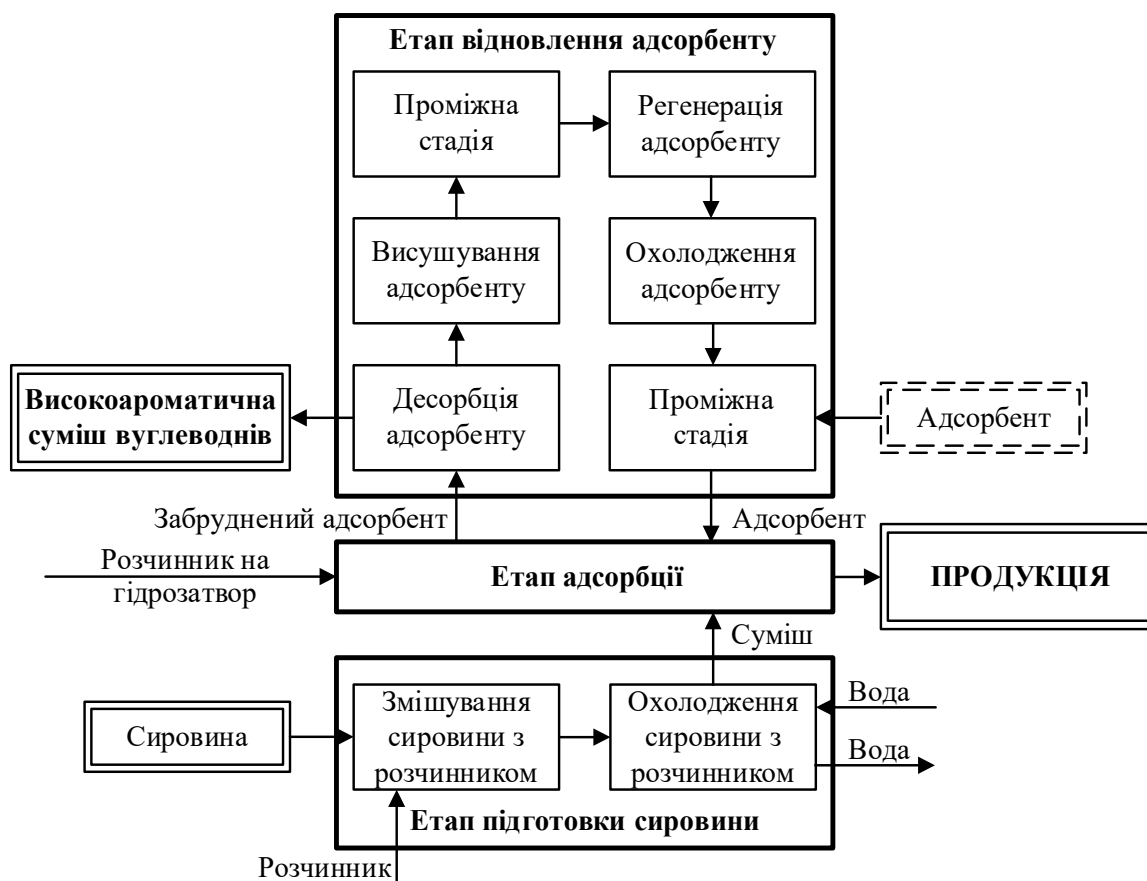 Етап відновлення адсорбенту
Проміжна
стадія
Регенерація
адсорбенту
Висушування
адсорбенту
Охолодження
адсорбенту
Високоароматична
суміш вуглеводнів
Десорбція
адсорбенту
Проміжна
стадія
Адсорбент
Забруднений адсорбент
Адсорбент
Розчинник на
гідрозатвор
Етап адсорбції
ПРОДУКЦІЯ
Суміш
Сировина
Змішування
сировини з
розчинником
Охолодження
сировини з
розчинником
Вода
Вода
Етап підготовки сировини
Розчинник